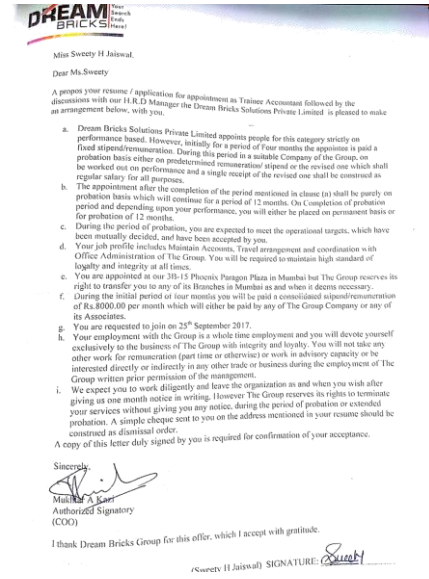 DREAM
BRICKS
Your
Search
Ends
Here!
Miss Sweety H Jaiswal,
Dear Ms.Sweety
A propos your resume / application for appointment as Trainee Accountant followed by the
discussions with our H.R.D Manager the Dream Bricks Solutions Private Limited is pleased to make
an arrangement below, with you.
a. Dream Bricks Solutions Private Limited appoints people for this category strictly on
performance based. However, initially for a period of Four months the appointee is paid a
fixed stipend/remuneration. During this period in a suitable Company of the Group, on
probation basis either on predetermined remuneration/ stipend or the revised one which shall
be worked out on performance and a single receipt of the revised one shall be construed as
regular salary for all purposes.
b. The appointment after the completion of the period mentioned in clause (a) shall be purely on
probation basis which will continue for a period of 12 months. On Completion of probation
period and depending upon your performance, you will either be placed on permanent basis or
for probation of 12 months.
c. During the period of probation, you are expected to meet the operational targets, which have
been mutually decided, and have been accepted by you.
d. Your job profile includes Maintain Accounts, Travel arrangement and coordination with
Office Administration of The Group. You will be required to maintain high standard of
loyalty and integrity at all times.
e. You are appointed at our 3H-15 Phoenix Paragon Plaza in Mumbai but The Group reserves its
right to transfer you to any of its Branches in Mumbai as and when it deems necessary.
f. During the initial period of four months you will be paid a consolidated stipend/remuneration
of Rs.8000.00 per month which will either be paid by any of The Group Company or any of
its Associates.
g. You are requested to join on 25th September 2017.
h. Your employment with the Group is a whole time employment and you will devote yourself
exclusively to the business of The Group with integrity and loyalty. You will not take any
other work for remuneration (part time or otherwise) or work in advisory capacity or be
interested directly or indirectly in any other trade or business during the employment of The
Group written prior permission of the management.
i. We expect you to work diligently and leave the organization as and when you wish after
giving us one month notice in writing. However The Group reserves its rights to terminate
your services without giving you any notice, during the period of probation or extended
probation. A simple cheque sent to you on the address mentioned in your resume should be
construed as dismissal order.
A copy of this letter duly signed by you is required for confirmation of your acceptance.
Sincerely,
A Kazi
Authorized Signatory
(COO)
I thank Dream Bricks Group for this offer, which I accept with gratitude.
(Sweety H Jaiswal) SIGNATURE: Sweety